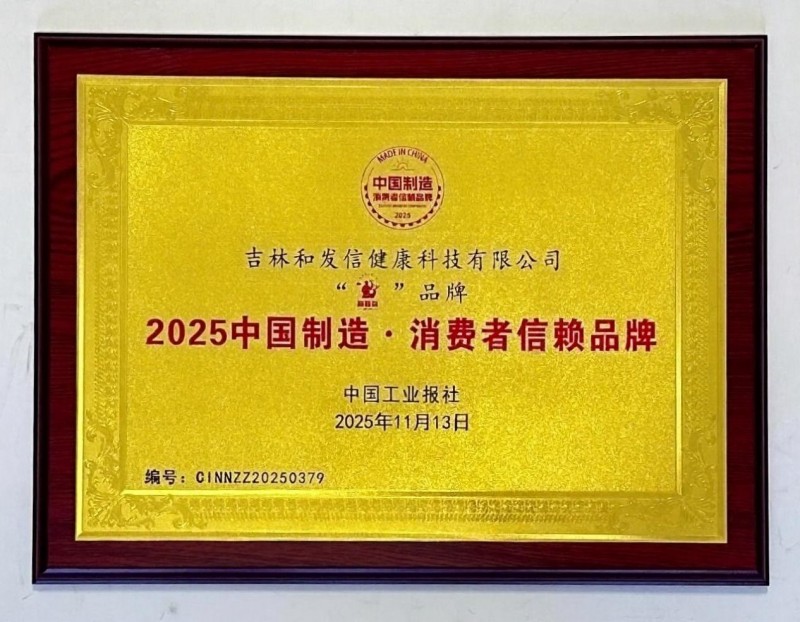 MADE IN CHINA
中国制造
消费者信赖品牌
2025
吉林和发信健康科技有限公司
“ ”品牌
2025中国制造·消费者信赖品牌
中国工业报社
2025年11月13日
编号：CINNZZ20250379